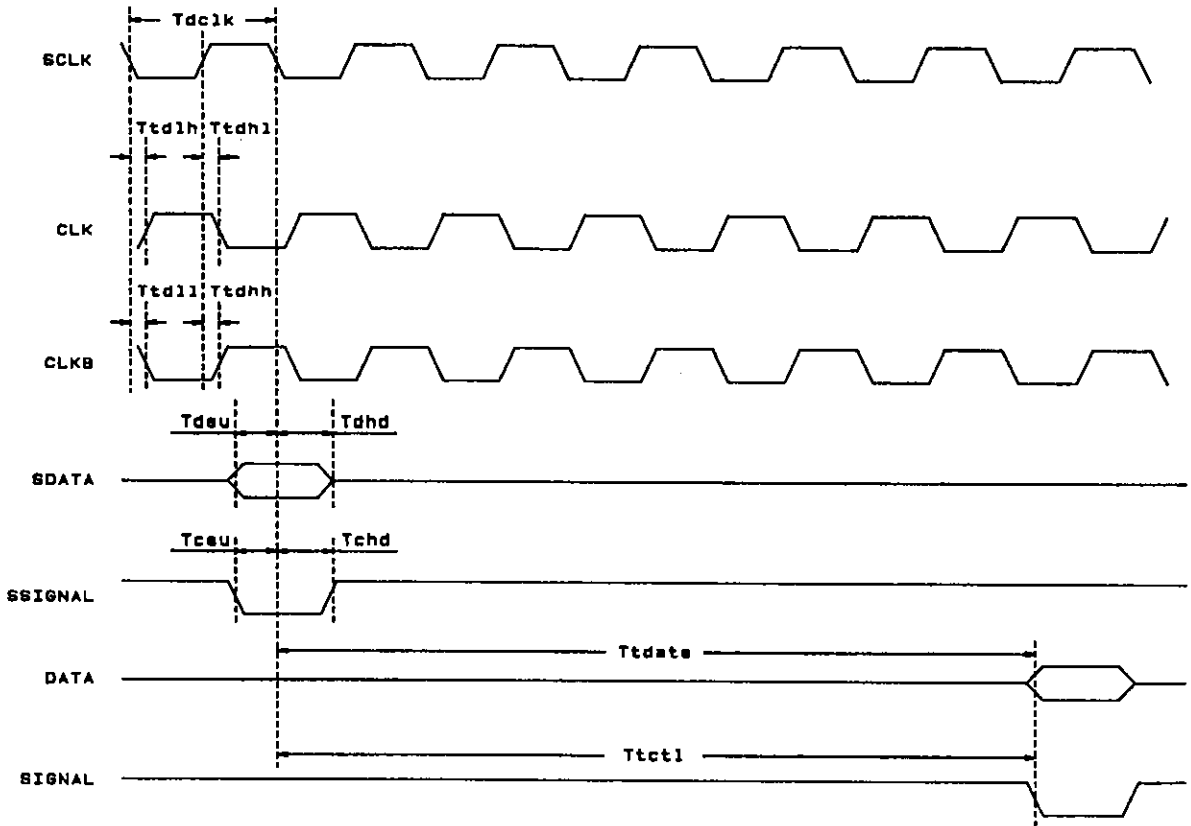 Tdclk
SCLK
Ttdlh Ttdhl
CLK
Ttdll Ttdhh
CLKB
Tdsu Tdhd
SDATA
Tcsu Tchd
SSIGNAL
Ttdata
DATA
Ttctl
SIGNAL